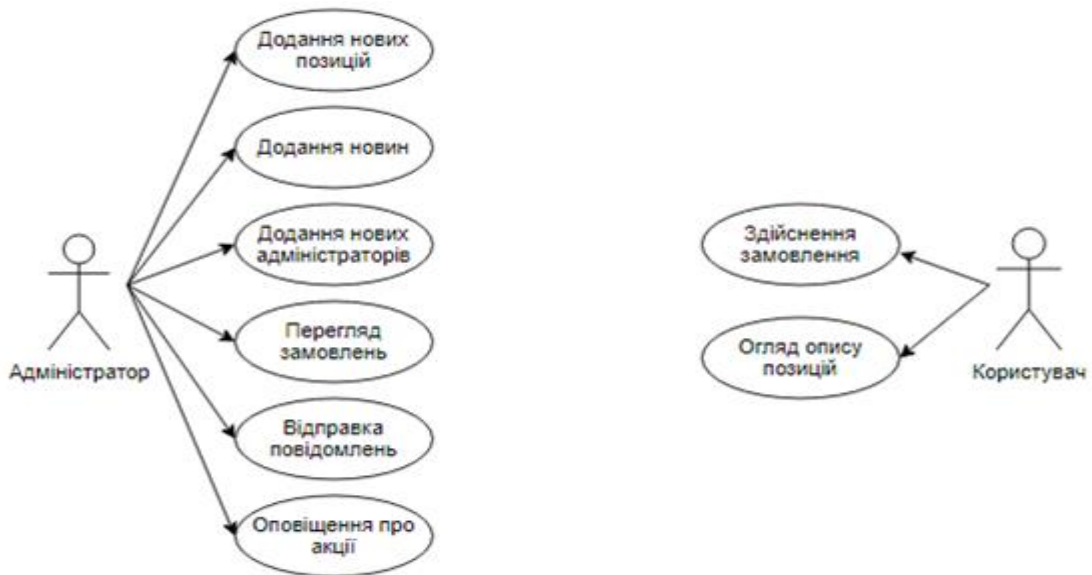 Додання нових
позицій
Додання новин
Додання нових
адміністраторів
Перегляд
замовлень
Відправка
повідомлень
Оповіщення про
акції
Адміністратор
Здійснення
замовлення
Огляд опису
позицій
Користувач